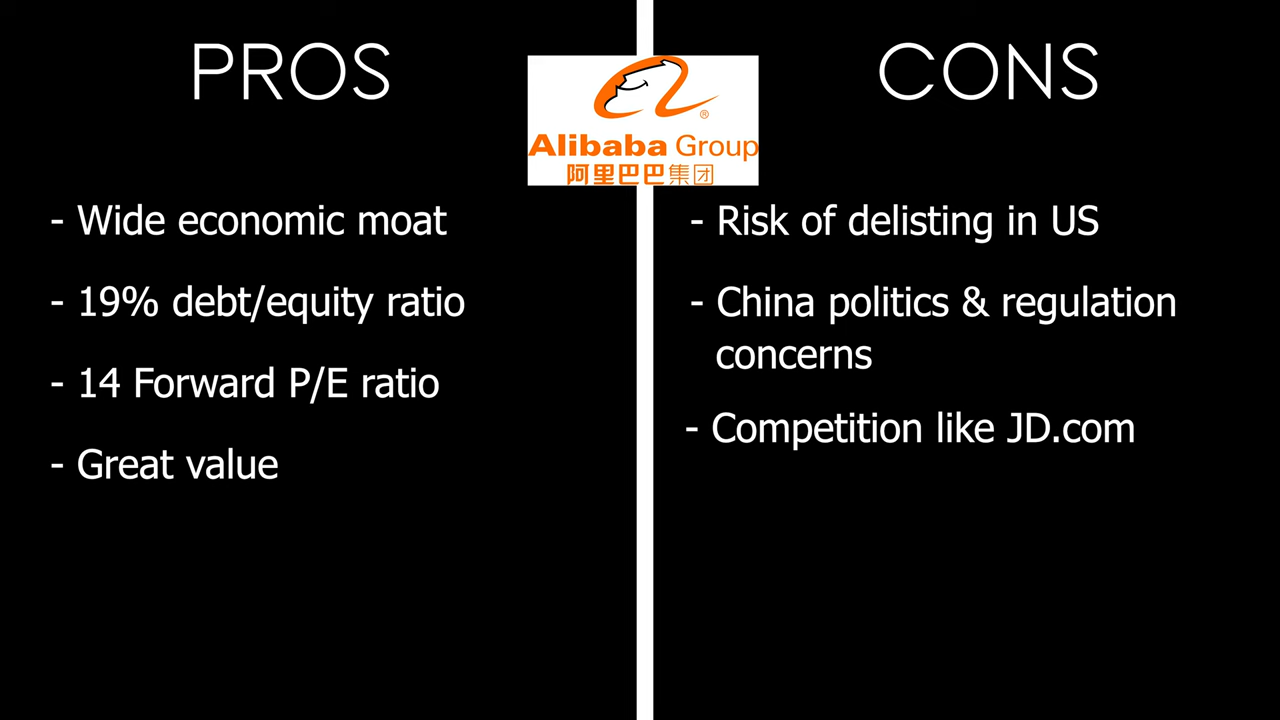 PROS
- Wide economic moat
- 19% debt/equity ratio
- 14 Forward P/E ratio
- Great value
®
Alibaba Group
阿里巴巴集团
CONS
- Risk of delisting in US
- China politics & regulation
concerns
- Competition like JD.com